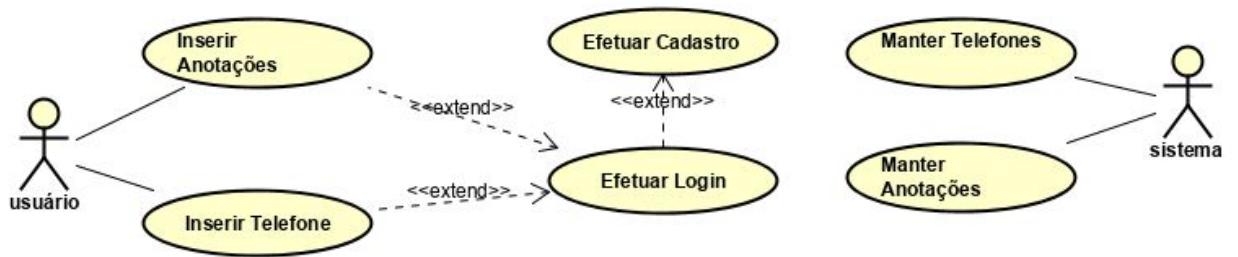 Inserir
Anotações
Efetuar Cadastro
Manter Telefones
<<extend>>
<<extend>>
sistema
Manter
Anotações
Efetuar Login
<<extend>>
usuário
Inserir Telefone